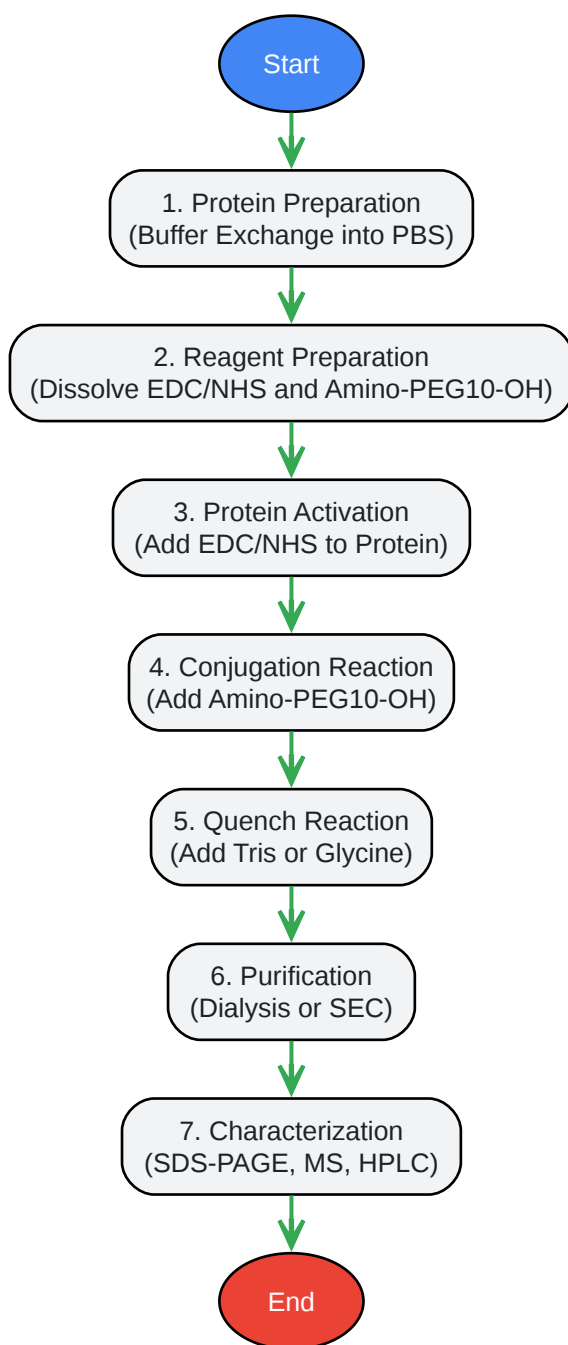 Start
1. Protein Preparation
(Buffer Exchange into PBS)
2. Reagent Preparation
(Dissolve EDC/NHS and Amino-PEG10-OH)
3. Protein Activation
(Add EDC/NHS to Protein)
4. Conjugation Reaction
(Add Amino-PEG10-OH)
5. Quench Reaction
(Add Tris or Glycine)
6. Purification
(Dialysis or SEC)
7. Characterization
(SDS-PAGE, MS, HPLC)
End